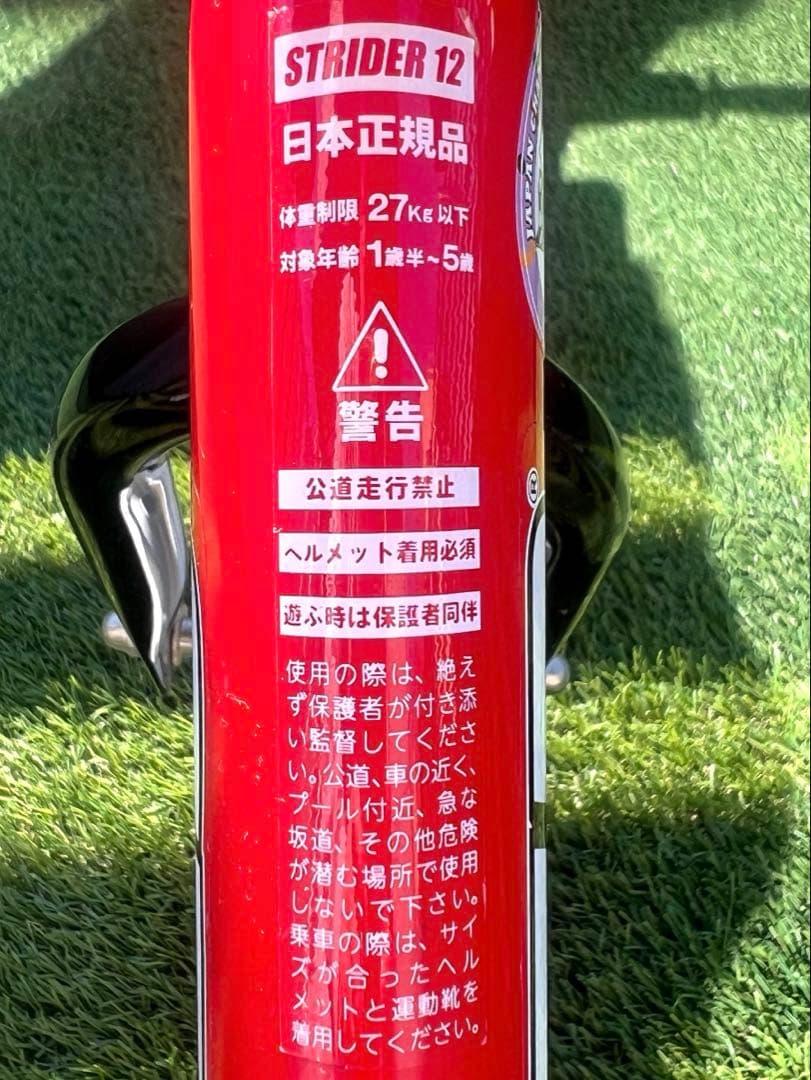 STRIDER 12
日本正規品
体重制限 27Kg 以下
対象年齢 1歳半~5歳
警告
公道走行禁止
ヘルメット着用必須
遊ぶ時は保護者同伴
使用の際は、絶え
ず保護者が付き添
い監督してくださ
い。公道、車の近く、
プール付近、急な
坂道、その他危険
が潜む場所で使用
しないで下さい。
乗車の際は、サイ
ズが合ったヘル
メットと運動靴を
着用してください。
JAPAN
®